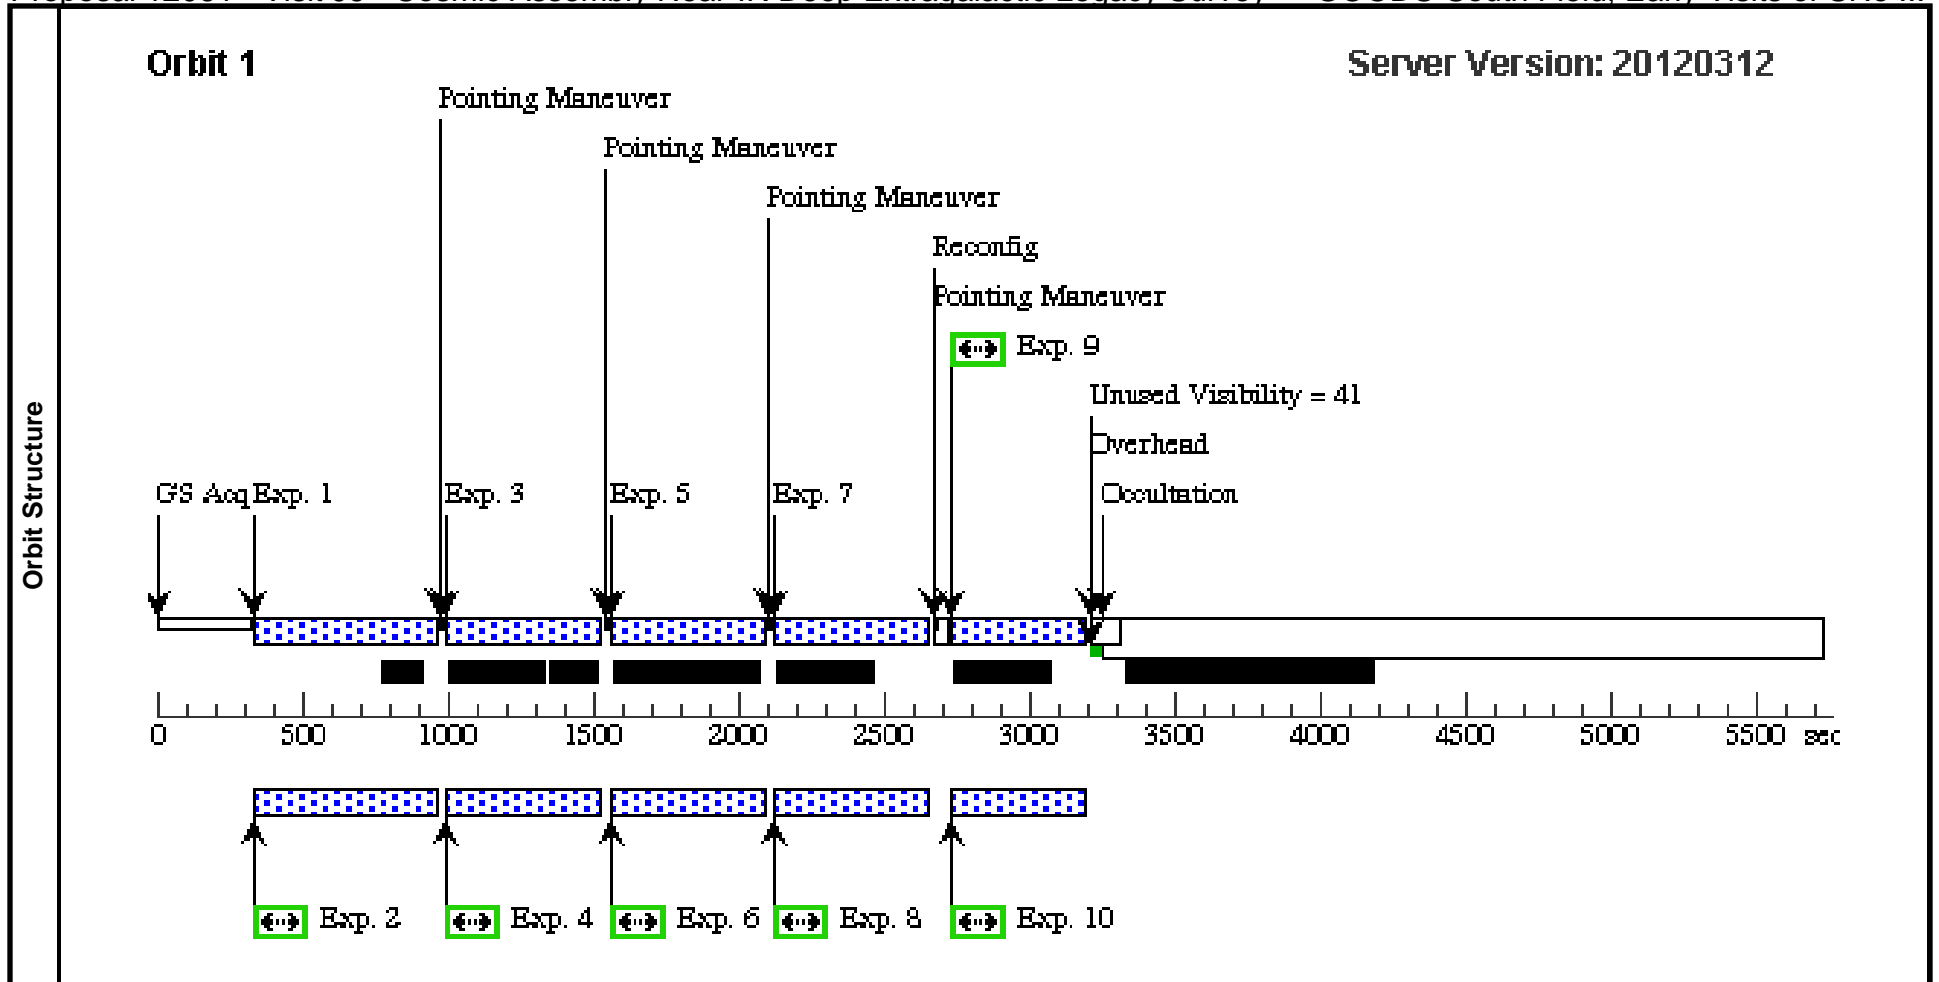 Orbit 1
Server Version: 20120312
Pointing Maneuver
Pointing Maneuver
Pointing Maneuver
Reconfig
Pointing Maneuver
Exp. 9
Unused Visibility = 41
Overhead
GS Acq Exp. 1 Exp. 3 Exp. 5 Exp. 7 Occultation
Orbit Structure
0 500 1000 1500 2000 2500 3000 3500 4000 4500 5000 5500 sec
Exp. 2 Exp. 4 Exp. 6 Exp. 8 Exp. 10